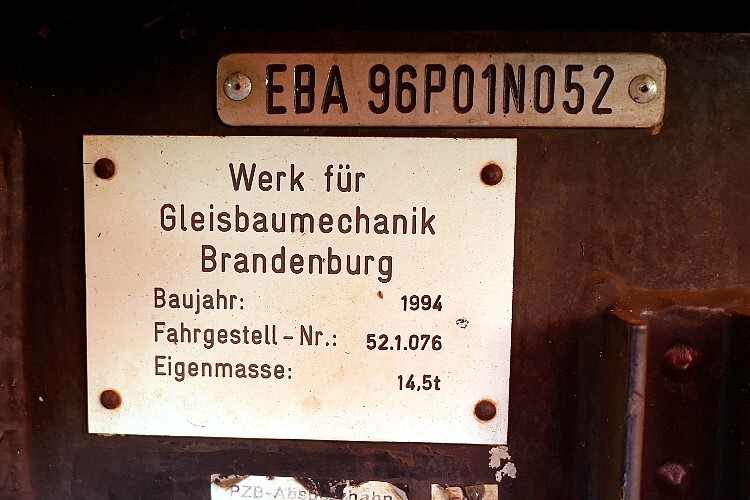 EBA 96P01N052
Werk für
Gleisbaumechanik
Brandenburg
Baujahr: 1994
Fahrgestell-Nr.: 52.1.076
Eigenmasse: 14,5t